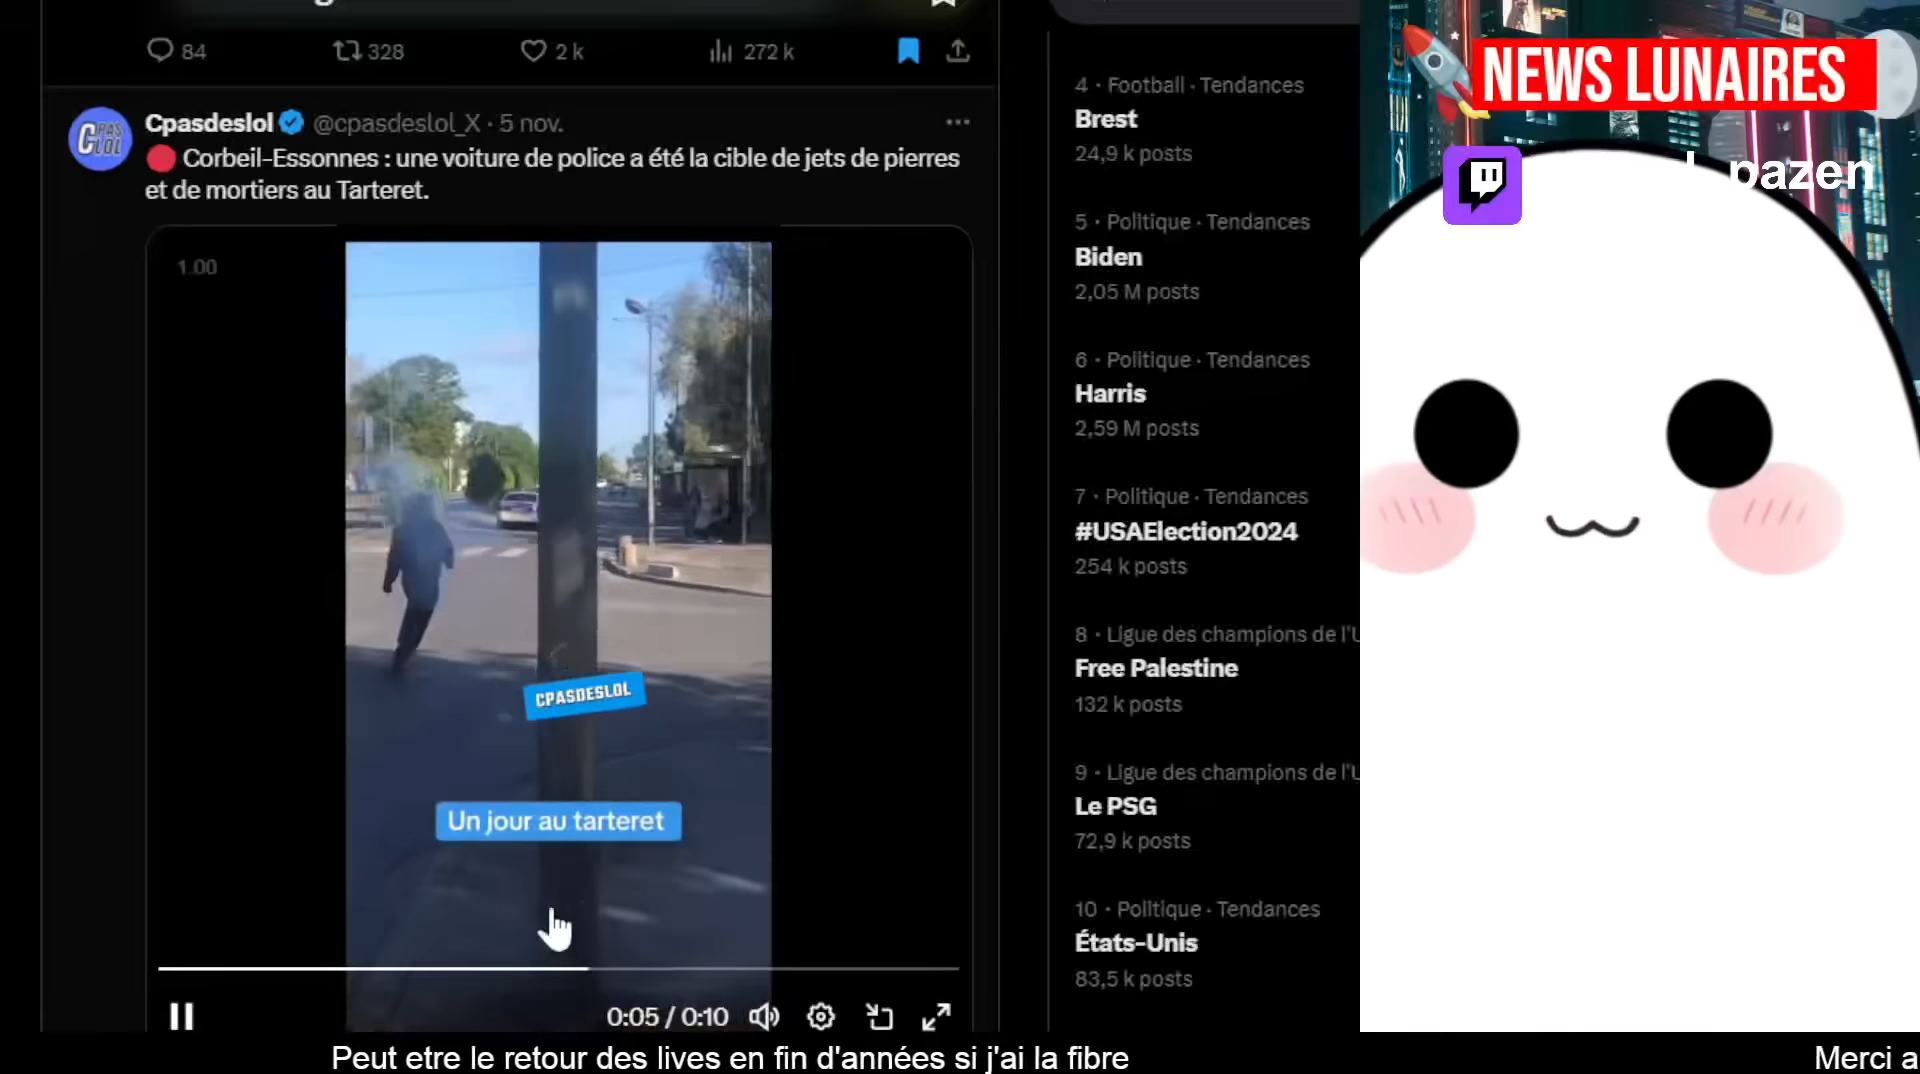 84
328
2 k
272 k
Cpasdeslol @cpasdeslol_X · 5 nov.
Corbeil-Essonnes : une voiture de police a été la cible de jets de pierres
et de mortiers au Tarteret.
1.00
CPASDESLOL
Un jour au tarteret
0:05 / 0:10
4 · Football · Tendances
Brest
24,9 k posts
5 · Politique · Tendances
Biden
2,05 M posts
6 · Politique · Tendances
Harris
2,59 M posts
7 · Politique · Tendances
#USAElection2024
254 k posts
8 · Ligue des champions de l'U
Free Palestine
132 k posts
9 · Ligue des champions de l'U
Le PSG
72,9 k posts
10 · Politique · Tendances
États-Unis
83,5 k posts
NEWS LUNAIRES
pazen
CPAS LOL
Peut etre le retour des lives en fin d'années si j'ai la fibre
Merci a